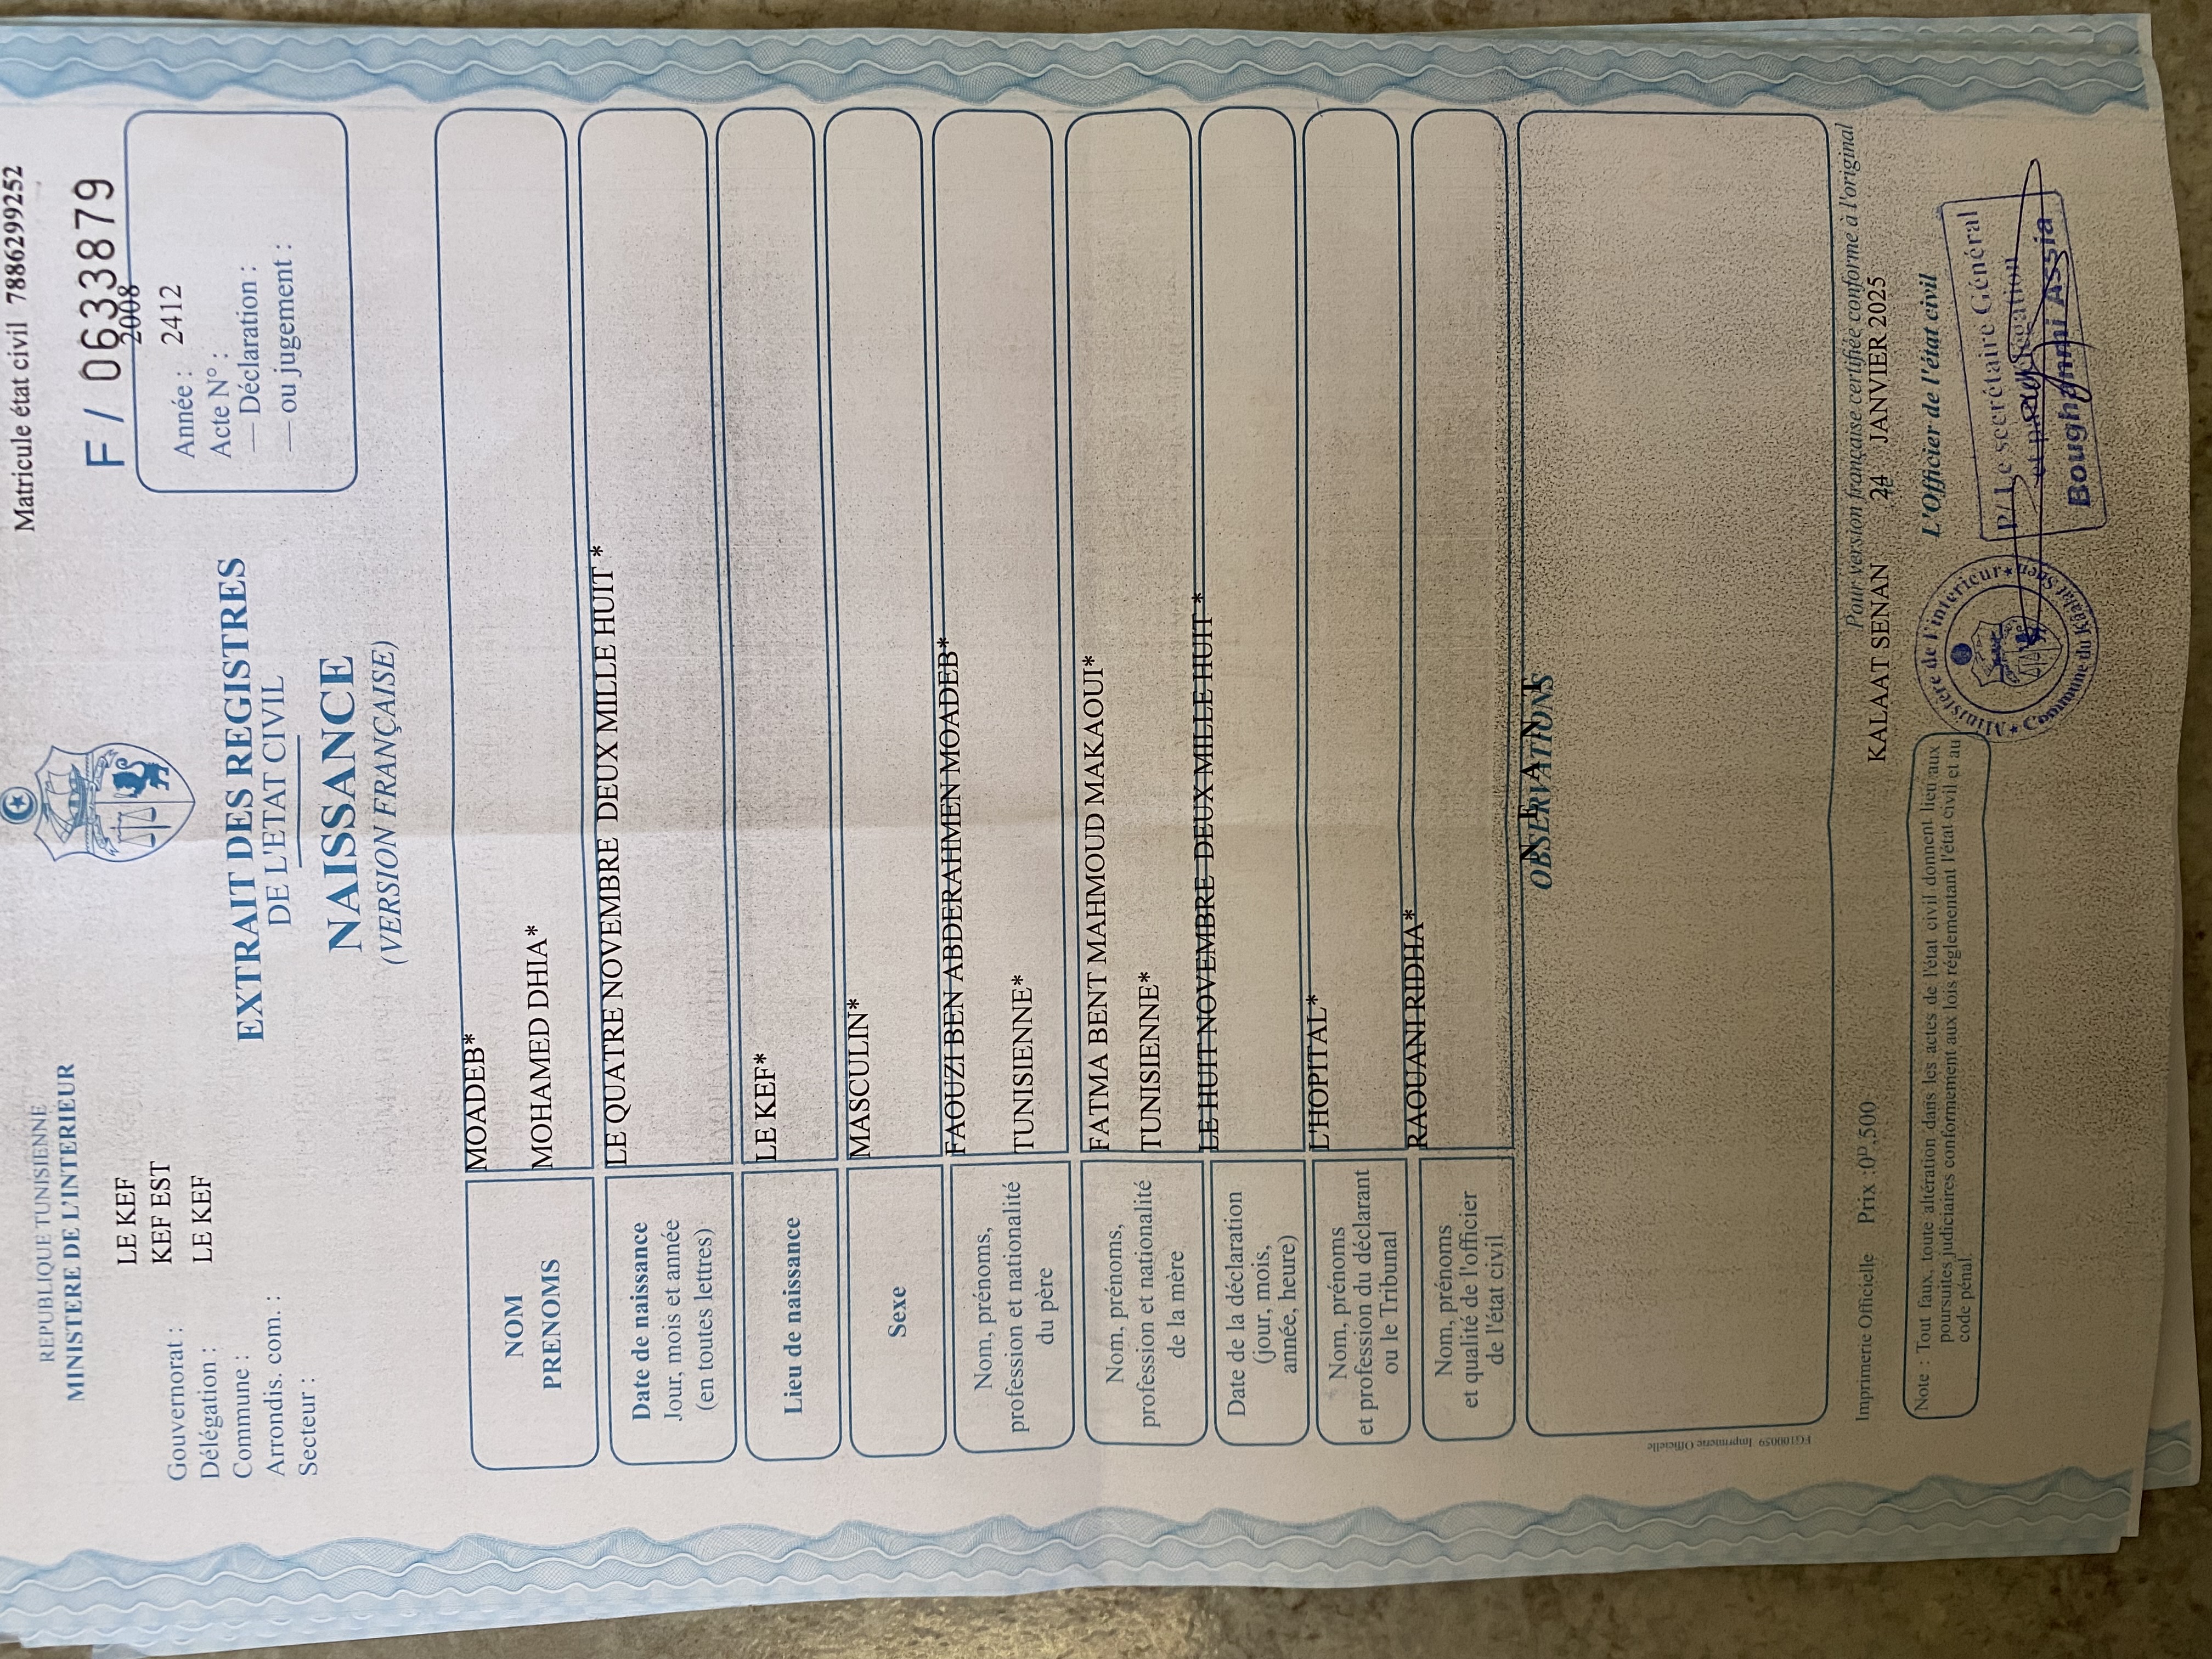 Matricule état civil 7886299252
REPUBLIQUE TUNISIENNE
MINISTERE DE L'INTERIEUR
F / 0633879
LE KEF
KEF EST
LE KEF
Gouvernorat :
Délégation :
Commune :
Arrondis. com. :
Secteur :
2008
Année : 2412
Acte N° :
— Déclaration :
— ou jugement :
EXTRAIT DES REGISTRES
DE L'ETAT CIVIL
NAISSANCE
(VERSION FRANÇAISE)
NOM
PRENOMS
MOADEB*
MOHAMED DHIA*
Date de naissance
Jour, mois et année
(en toutes lettres)
LE QUATRE NOVEMBRE DEUX MILLE HUIT *
Lieu de naissance
LE KEF*
Sexe
MASCULIN*
Nom, prénoms,
profession et nationalité
du père
FAOUZI BEN ABDERAHMEN MOADEB*
TUNISIENNE*
Nom, prénoms,
profession et nationalité
de la mère
FATMA BENT MAHMOUD MAKAOUI*
TUNISIENNE*
Date de la déclaration
(jour, mois,
année, heure)
LE HUIT NOVEMBRE DEUX MILLE HUIT *
Nom, prénoms
et profession du déclarant
ou le Tribunal
L'HOPITAL*
Nom, prénoms
et qualité de l'officier
de l'état civil
RAOUANI RIDHA*
OBSERVATIONS
FG100059 Imprimerie Officielle
Imprimerie Officielle Prix : 0D,500
Pour version française certifiée conforme à l'original
KALAAT SENAN 24 JANVIER 2025
L'Officier de l'état civil
Note : Tout faux, toute altération dans les actes de l'état civil donnent lieu aux
poursuites judiciaires conformement aux lois réglementant l'état civil et au
code pénal.
Ministère de l'interieur
P/ Le secrétaire Général
et par
Boughanmi Assia